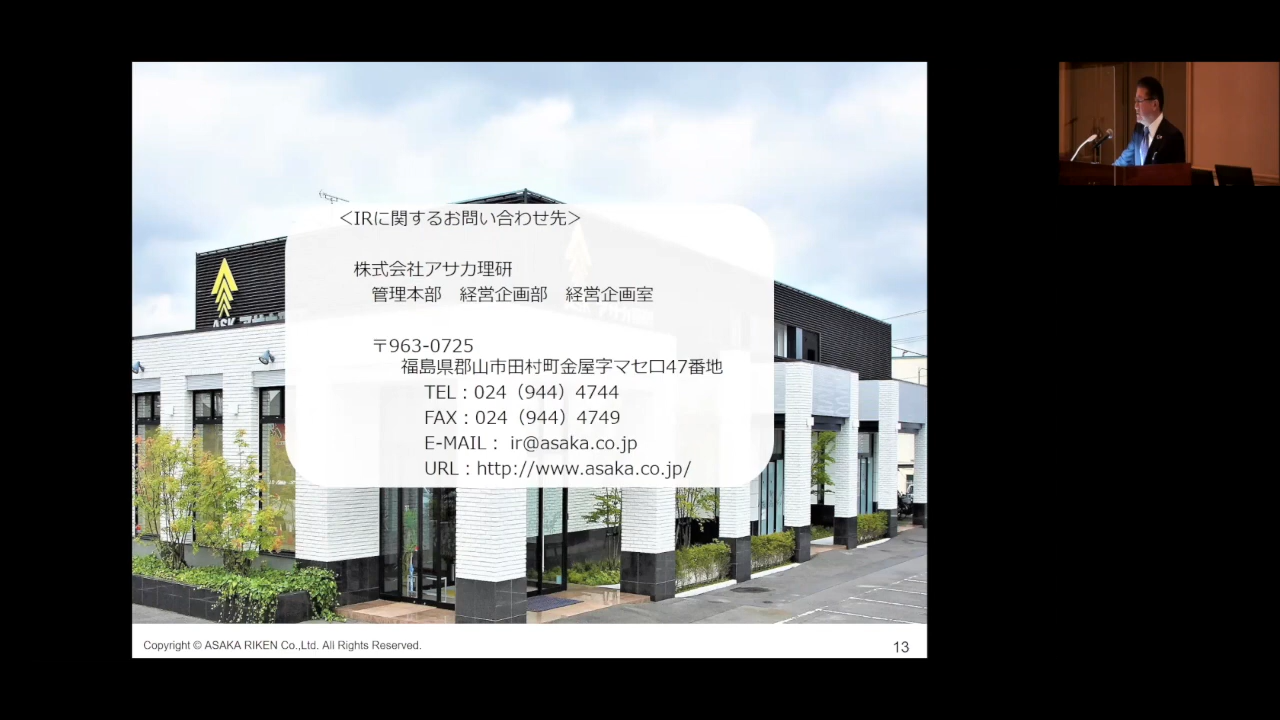 ＜IRに関するお問い合わせ先＞
株式会社アサカ理研
管理本部　経営企画部　経営企画室
〒963-0725
福島県郡山市田村町金屋字マセロ47番地
TEL：024（944）4744
FAX：024（944）4749
E-MAIL： ir@asaka.co.jp
URL：http://www.asaka.co.jp/
Copyright © ASAKA RIKEN Co.,Ltd. All Rights Reserved.
13